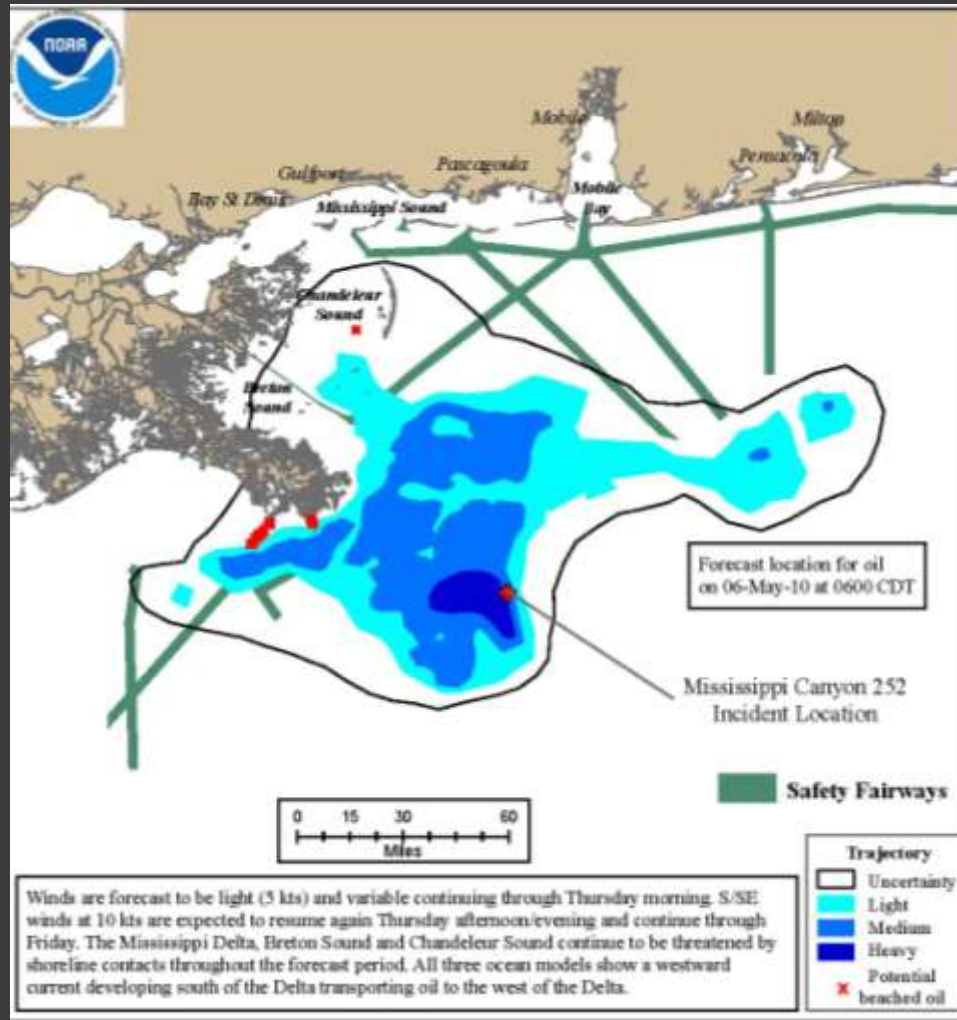 NOAA
Mobile
Milton
Pensacola
Pascagoula
Gulfport
Bay St Louis
Mississippi Sound
Mobile
Bay
Chandeleur
Sound
Breton
Sound
Forecast location for oil
on 06-May-10 at 0600 CDT
Mississippi Canyon 252
Incident Location
Safety Fairways
0 15 30 60
Miles
Trajectory
Uncertainty
Light
Medium
Heavy
Potential
beached oil
Winds are forecast to be light (5 kts) and variable continuing through Thursday morning. S/SE
winds at 10 kts are expected to resume again Thursday afternoon/evening and continue through
Friday. The Mississippi Delta, Breton Sound and Chandeleur Sound continue to be threatened by
shoreline contacts throughout the forecast period. All three ocean models show a westward
current developing south of the Delta transporting oil to the west of the Delta.